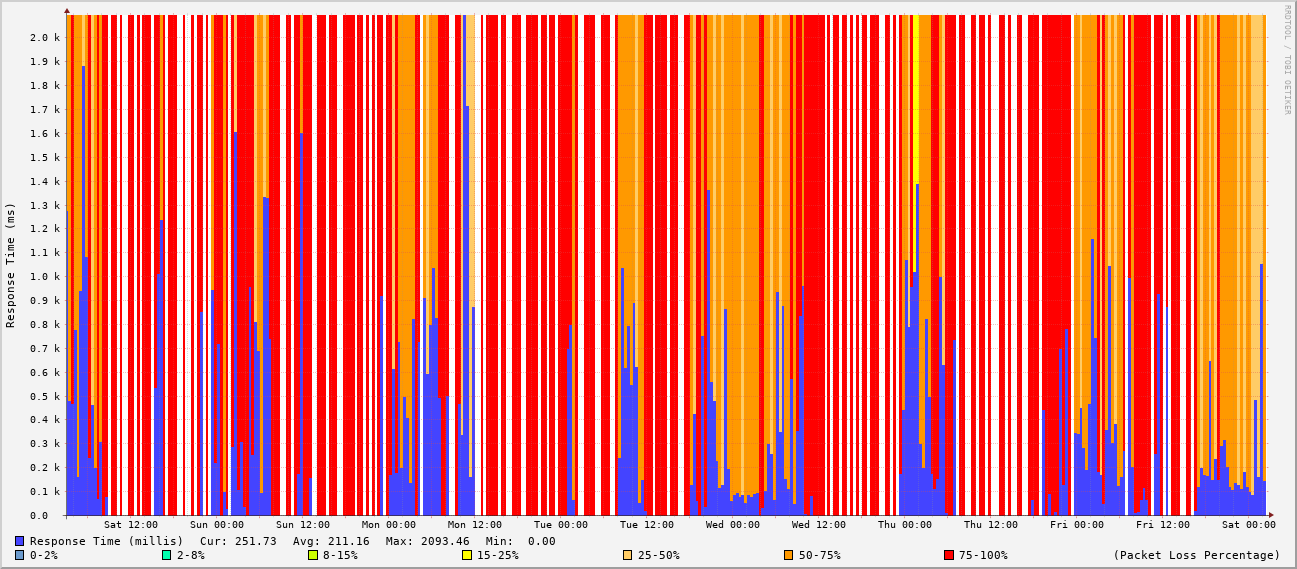 RRDTOOL / TOBI OETIKER
Response Time (ms)
2.0 k
1.9 k
1.8 k
1.7 k
1.6 k
1.5 k
1.4 k
1.3 k
1.2 k
1.1 k
1.0 k
0.9 k
0.8 k
0.7 k
0.6 k
0.5 k
0.4 k
0.3 k
0.2 k
0.1 k
0.0
Sat 12:00 Sun 00:00 Sun 12:00 Mon 00:00 Mon 12:00 Tue 00:00 Tue 12:00 Wed 00:00 Wed 12:00 Thu 00:00 Thu 12:00 Fri 00:00 Fri 12:00 Sat 00:00
Response Time (millis) Cur: 251.73 Avg: 211.16 Max: 2093.46 Min: 0.00
0-2% 2-8% 8-15% 15-25% 25-50% 50-75% 75-100% (Packet Loss Percentage)